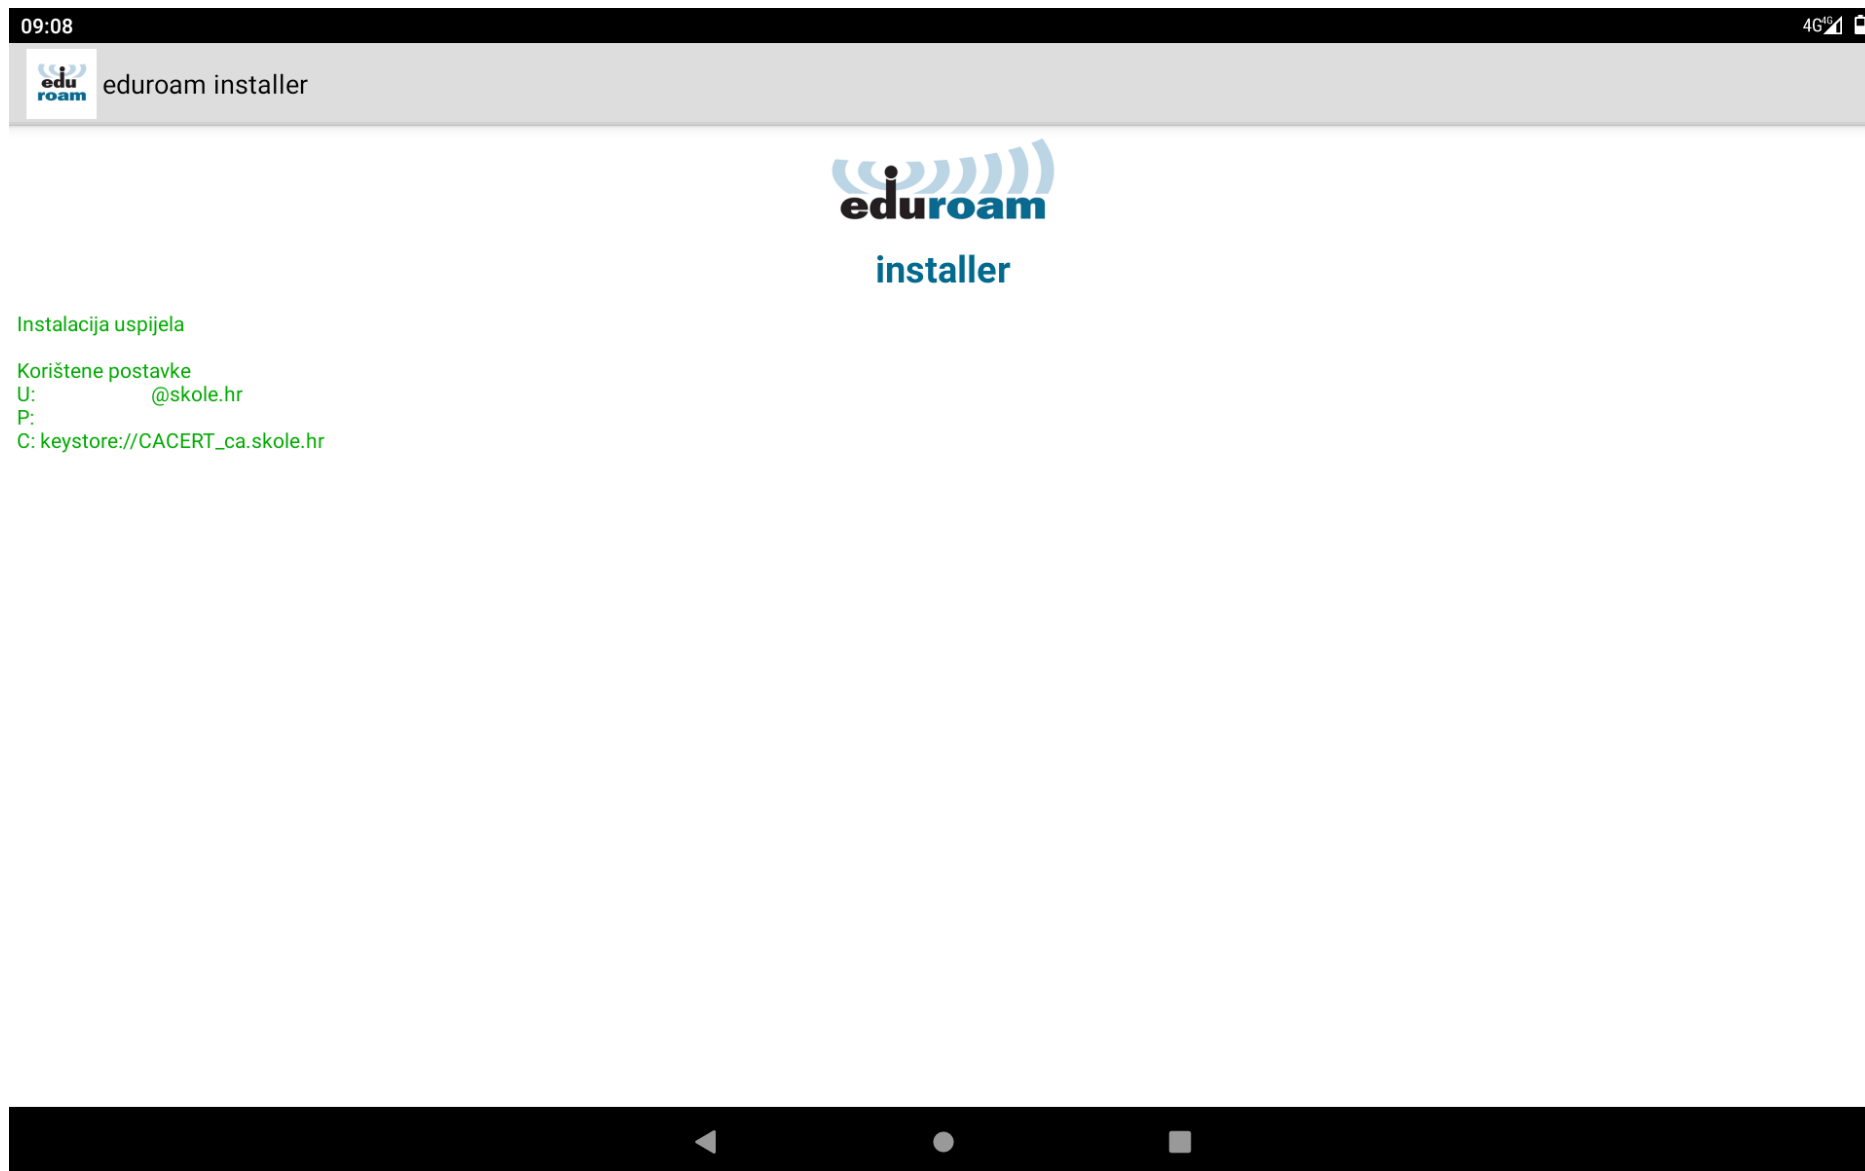 09:08
4G 4G
edu
roam
eduroam installer
eduroam
installer
Instalacija uspijela
Korištene postavke
U: @skole.hr
P:
C: keystore://CACERT_ca.skole.hr